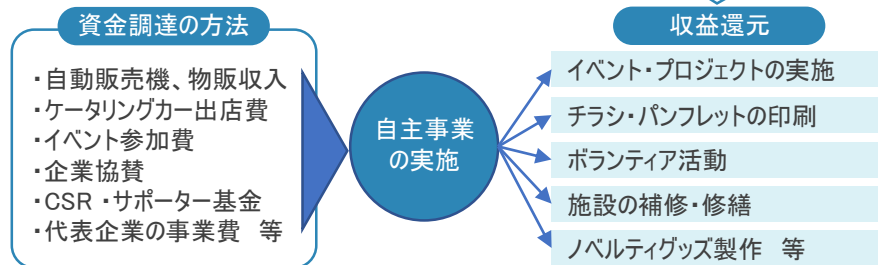 資金調達の方法
・自動販売機、物販収入
・ケータリングカー出店費
・イベント参加費
・企業協賛
・CSR ・サポーター基金
・代表企業の事業費　等
自主事業
の実施
収益還元
イベント・プロジェクトの実施
チラシ・パンフレットの印刷
ボランティア活動
施設の補修・修繕
ノベルティグッズ製作　等